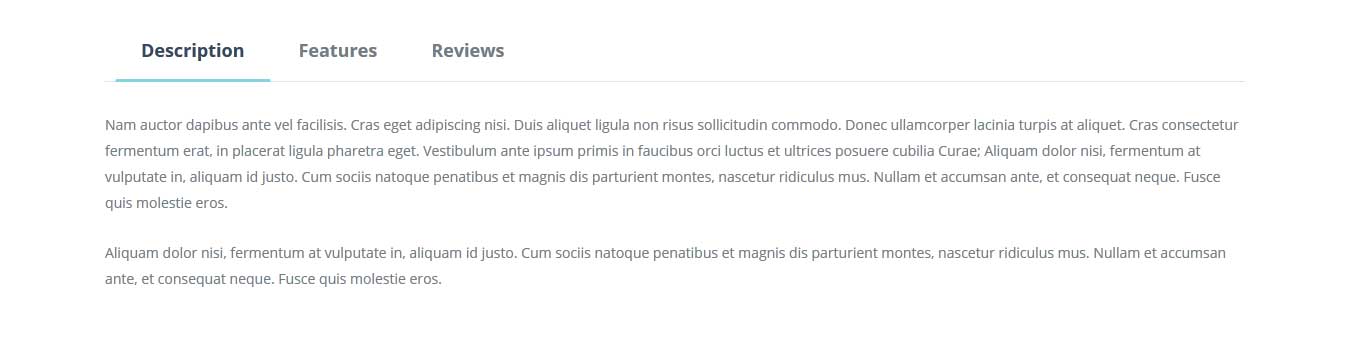 Description Features Reviews
Nam auctor dapibus ante vel facilisis. Cras eget adipiscing nisi. Duis aliquet ligula non risus sollicitudin commodo. Donec ullamcorper lacinia turpis at aliquet. Cras consectetur
fermentum erat, in placerat ligula pharetra eget. Vestibulum ante ipsum primis in faucibus orci luctus et ultrices posuere cubilia Curae; Aliquam dolor nisi, fermentum at
vulputate in, aliquam id justo. Cum sociis natoque penatibus et magnis dis parturient montes, nascetur ridiculus mus. Nullam et accumsan ante, et consequat neque. Fusce
quis molestie eros.
Aliquam dolor nisi, fermentum at vulputate in, aliquam id justo. Cum sociis natoque penatibus et magnis dis parturient montes, nascetur ridiculus mus. Nullam et accumsan
ante, et consequat neque. Fusce quis molestie eros.